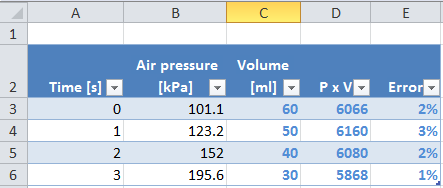 A B C D E
1
Air pressure Volume
2 Time [s] [kPa] [ml] P x V Error
3 0 101.1 60 6066 2%
4 1 123.2 50 6160 3%
5 2 152 40 6080 2%
6 3 195.6 30 5868 1%